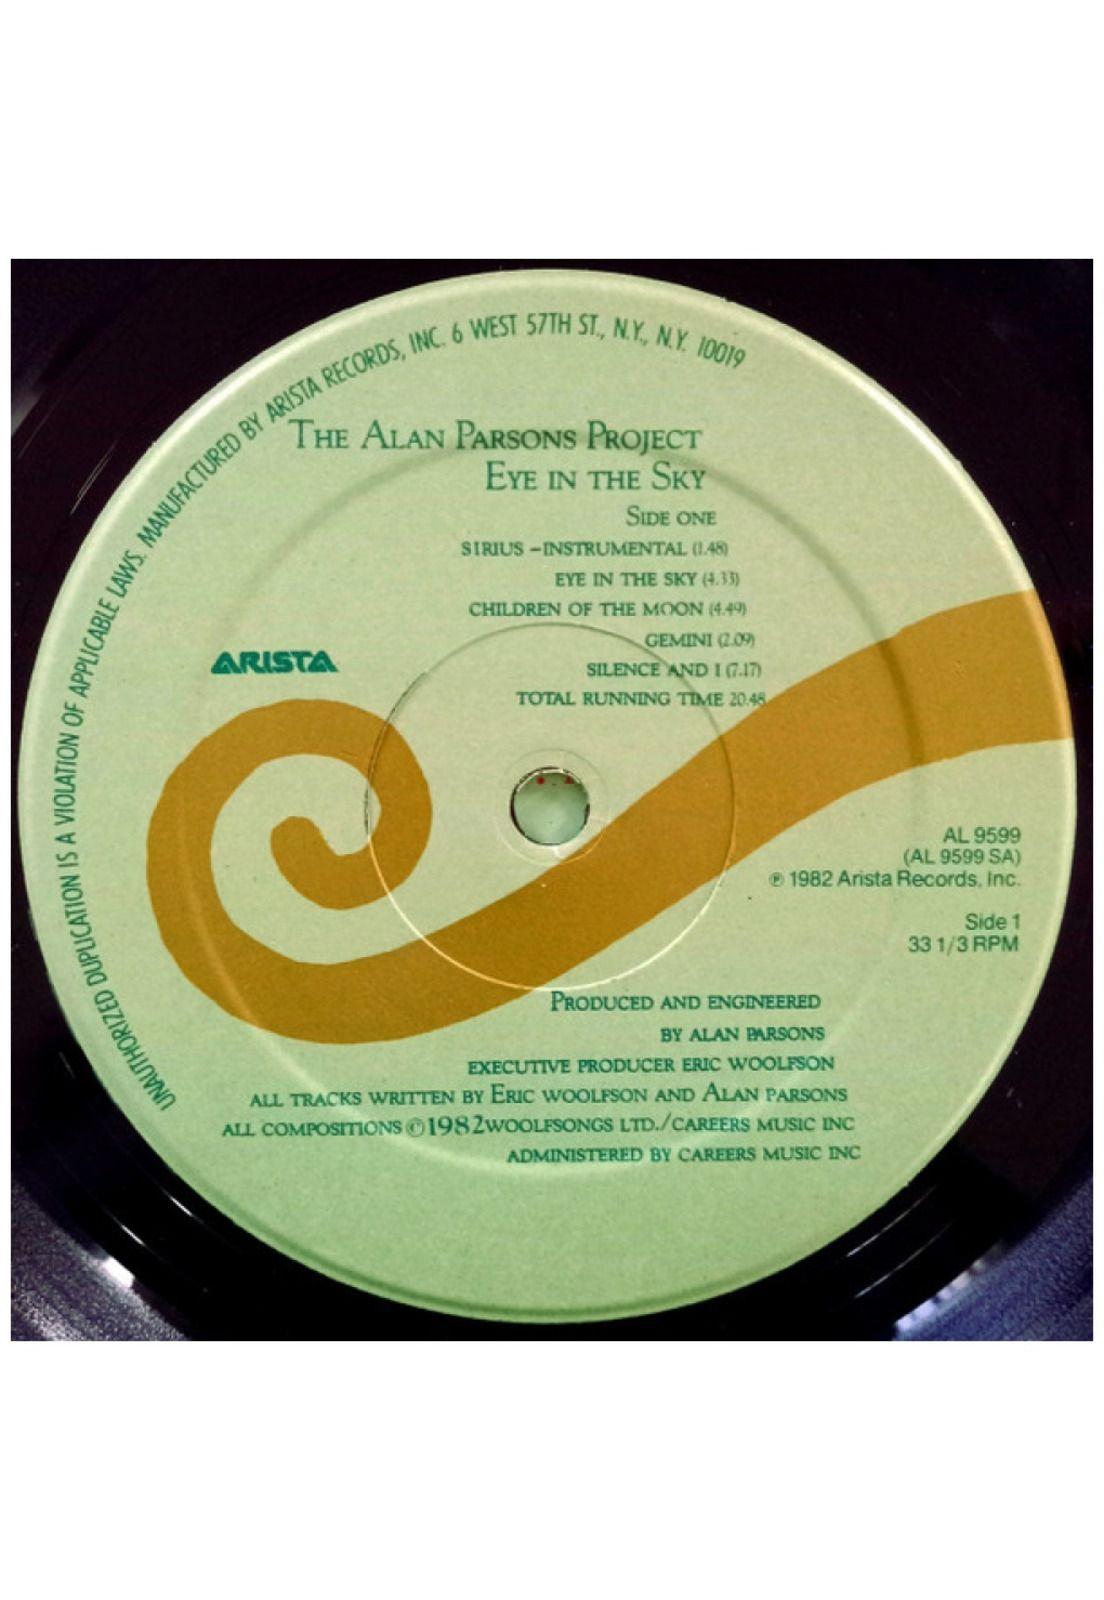 UNAUTHORIZED DUPLICATION IS A VIOLATION OF APPLICABLE LAWS. MANUFACTURED BY ARISTA RECORDS, INC. 6 WEST 57TH ST., N.Y., N.Y. 10019
THE ALAN PARSONS PROJECT
EYE IN THE SKY
SIDE ONE
SIRIUS - INSTRUMENTAL (1.48)
EYE IN THE SKY (4.33)
CHILDREN OF THE MOON (4.49)
GEMINI (2.09)
SILENCE AND I (7.17)
TOTAL RUNNING TIME 20.48
ARISTA
AL 9599
(AL 9599 SA)
℗ 1982 Arista Records, Inc.
Side 1
33 1/3 RPM
PRODUCED AND ENGINEERED
BY ALAN PARSONS
EXECUTIVE PRODUCER ERIC WOOLFSON
ALL TRACKS WRITTEN BY ERIC WOOLFSON AND ALAN PARSONS
ALL COMPOSITIONS © 1982 WOOLFSONGS LTD./CAREERS MUSIC INC
ADMINISTERED BY CAREERS MUSIC INC